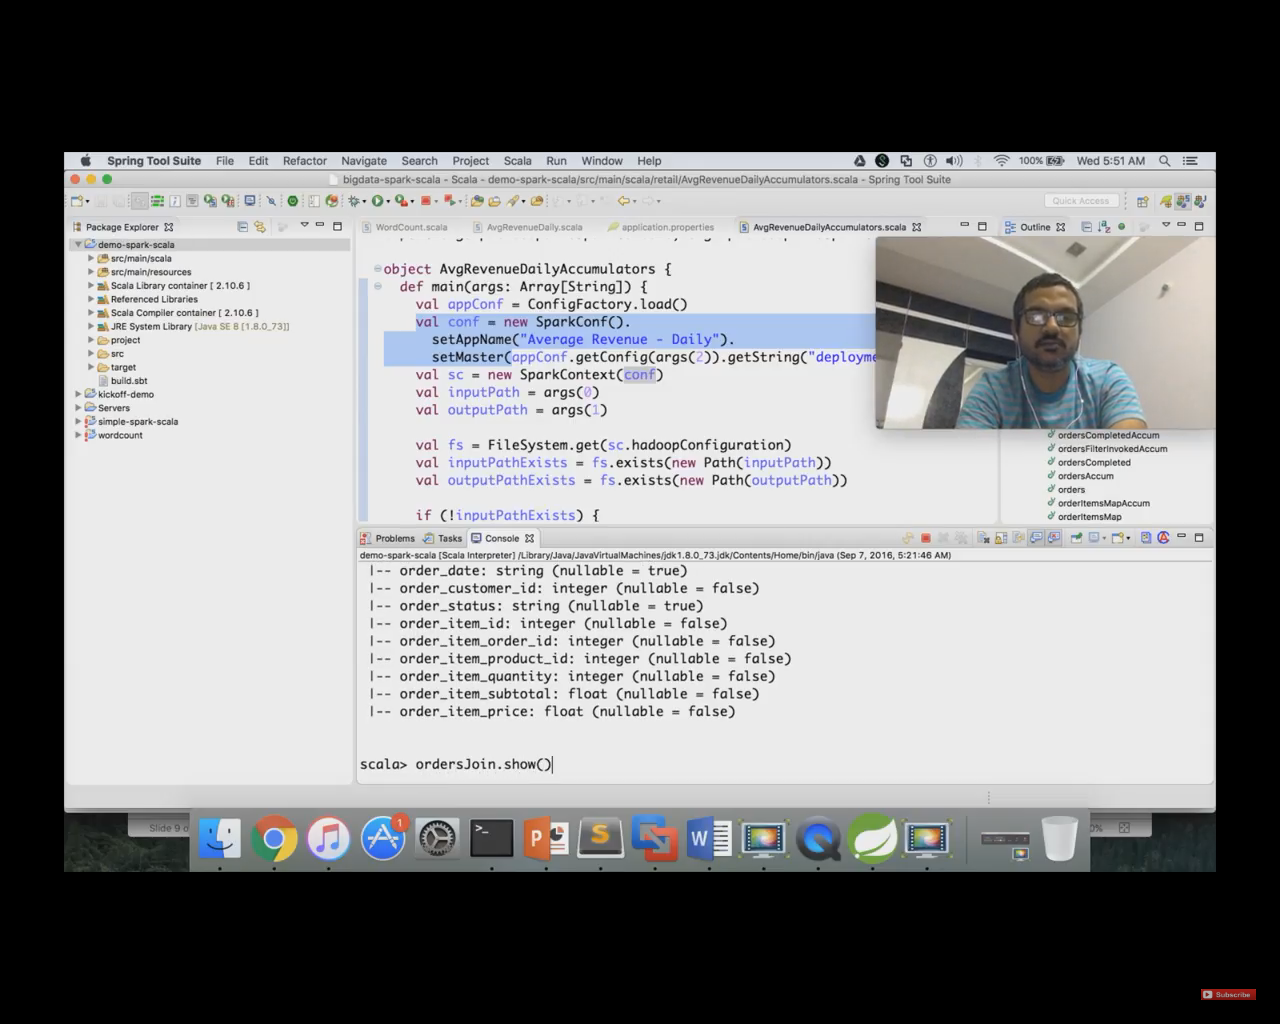 Spring Tool Suite File Edit Refactor Navigate Search Project Scala Run Window Help 100% Wed 5:51 AM
bigdata-spark-scala - Scala - demo-spark-scala/src/main/scala/retail/AvgRevenueDailyAccumulators.scala - Spring Tool Suite
Quick Access
Package Explorer
demo-spark-scala
src/main/scala
src/main/resources
Scala Library container [ 2.10.6 ]
Referenced Libraries
Scala Compiler container [ 2.10.6 ]
JRE System Library [Java SE 8 [1.8.0_73]]
project
src
target
build.sbt
kickoff-demo
Servers
simple-spark-scala
wordcount
WordCount.scala AvgRevenueDaily.scala application.properties AvgRevenueDailyAccumulators.scala
object AvgRevenueDailyAccumulators {
def main(args: Array[String]) {
val appConf = ConfigFactory.load()
val conf = new SparkConf().
setAppName("Average Revenue - Daily").
setMaster(appConf.getConfig(args(2)).getString("deployme
val sc = new SparkContext(conf)
val inputPath = args(0)
val outputPath = args(1)
val fs = FileSystem.get(sc.hadoopConfiguration)
val inputPathExists = fs.exists(new Path(inputPath))
val outputPathExists = fs.exists(new Path(outputPath))
if (!inputPathExists) {
Outline
ordersCompletedAccum
ordersFilterInvokedAccum
ordersCompleted
ordersAccum
orders
orderItemsMapAccum
orderItemsMap
Problems Tasks Console
demo-spark-scala [Scala Interpreter] /Library/Java/JavaVirtualMachines/jdk1.8.0_73.jdk/Contents/Home/bin/java (Sep 7, 2016, 5:21:46 AM)
|-- order_date: string (nullable = true)
|-- order_customer_id: integer (nullable = false)
|-- order_status: string (nullable = true)
|-- order_item_id: integer (nullable = false)
|-- order_item_order_id: integer (nullable = false)
|-- order_item_product_id: integer (nullable = false)
|-- order_item_quantity: integer (nullable = false)
|-- order_item_subtotal: float (nullable = false)
|-- order_item_price: float (nullable = false)
scala> ordersJoin.show()
Slide 9 o
0%
1
Subscribe